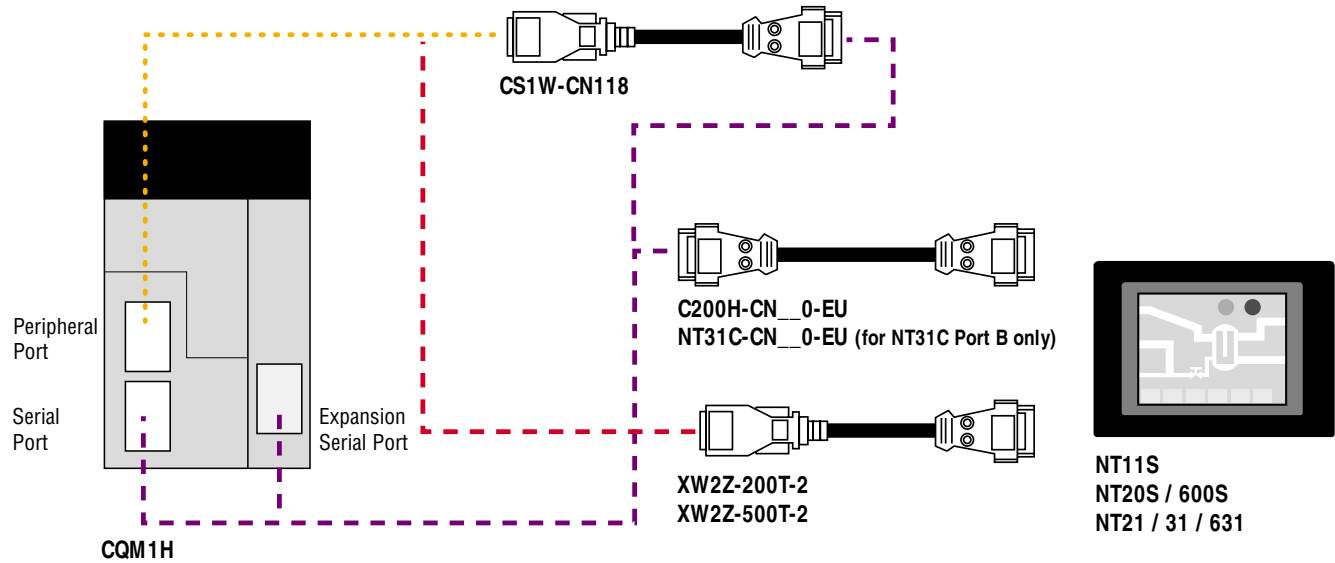 CS1W-CN118
Peripheral
Port
Serial
Port
Expansion
Serial Port
CQM1H
C200H-CN__0-EU
NT31C-CN__0-EU (for NT31C Port B only)
XW2Z-200T-2
XW2Z-500T-2
NT11S
NT20S / 600S
NT21 / 31 / 631